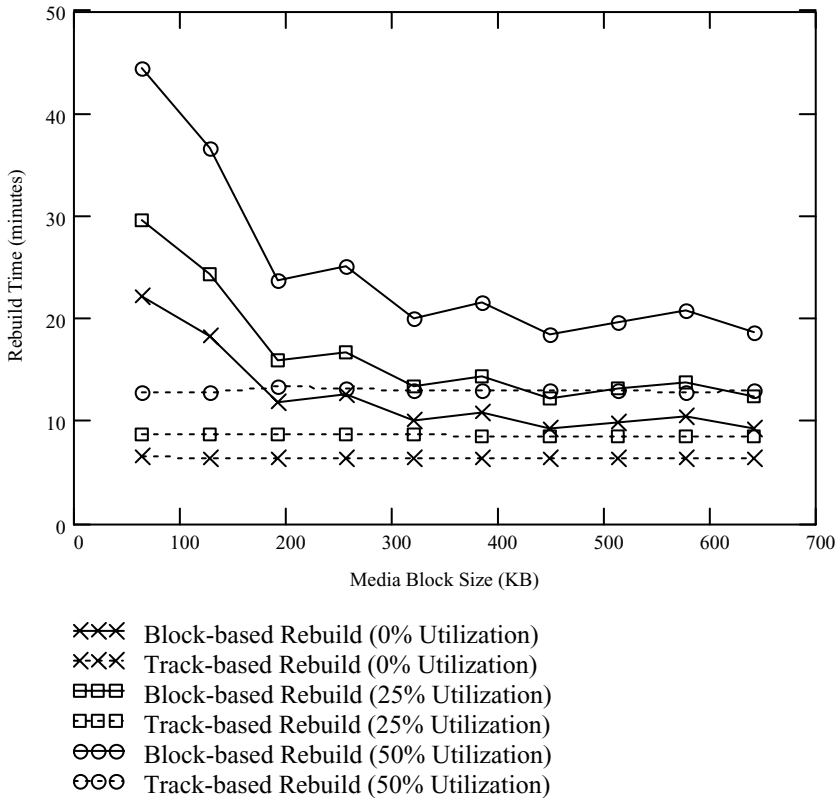 50
40
30
20
10
0
Rebuild Time (minutes)
0 100 200 300 400 500 600 700
Media Block Size (KB)
Block-based Rebuild (0% Utilization)
Track-based Rebuild (0% Utilization)
Block-based Rebuild (25% Utilization)
Track-based Rebuild (25% Utilization)
Block-based Rebuild (50% Utilization)
Track-based Rebuild (50% Utilization)